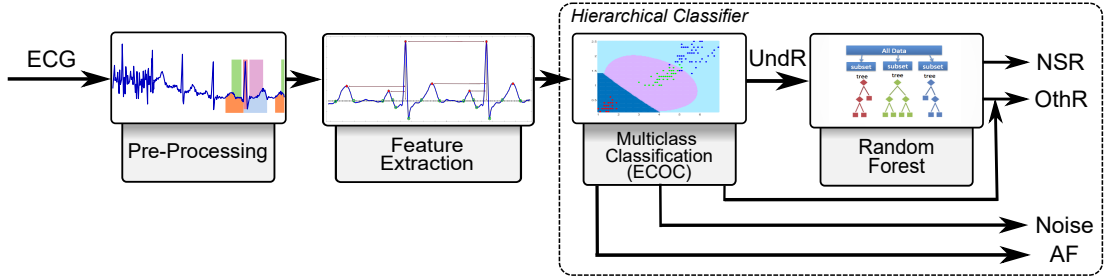 Hierarchical Classifier
ECG
UndR
NSR
OthR
All Data
subset subset subset
tree tree tree
Pre-Processing
Feature
Extraction
Multiclass
Classification
(ECOC)
Random
Forest
Noise
AF